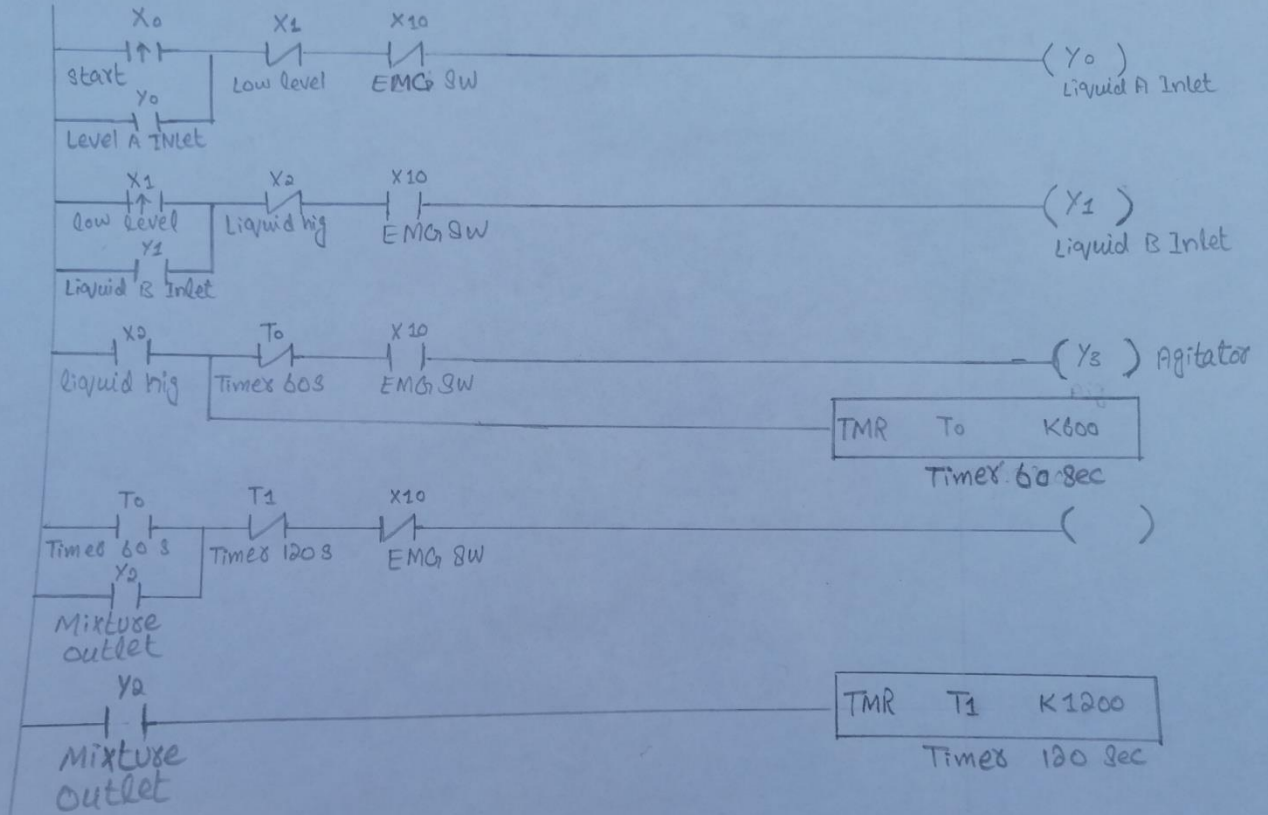 X0 X1 X10
Start Low level EMG SW (Y0)
Liquid A Inlet
Y0
Level A INLet
X1 X2 X10
low level Liquid hig EMG SW (Y1)
Liquid B Inlet
Y1
Liquid B Inlet
X2 T0 X10
liquid hig Timer 60S EMG SW (Y3) Agitator
TMR T0 K600
Timer 60 Sec
T0 T1 X10
Timer 60 S Timer 120 S EMG SW ( )
Y2
Mixture
outlet
Y2
TMR T1 K1200
Mixture Timer 120 Sec
outlet